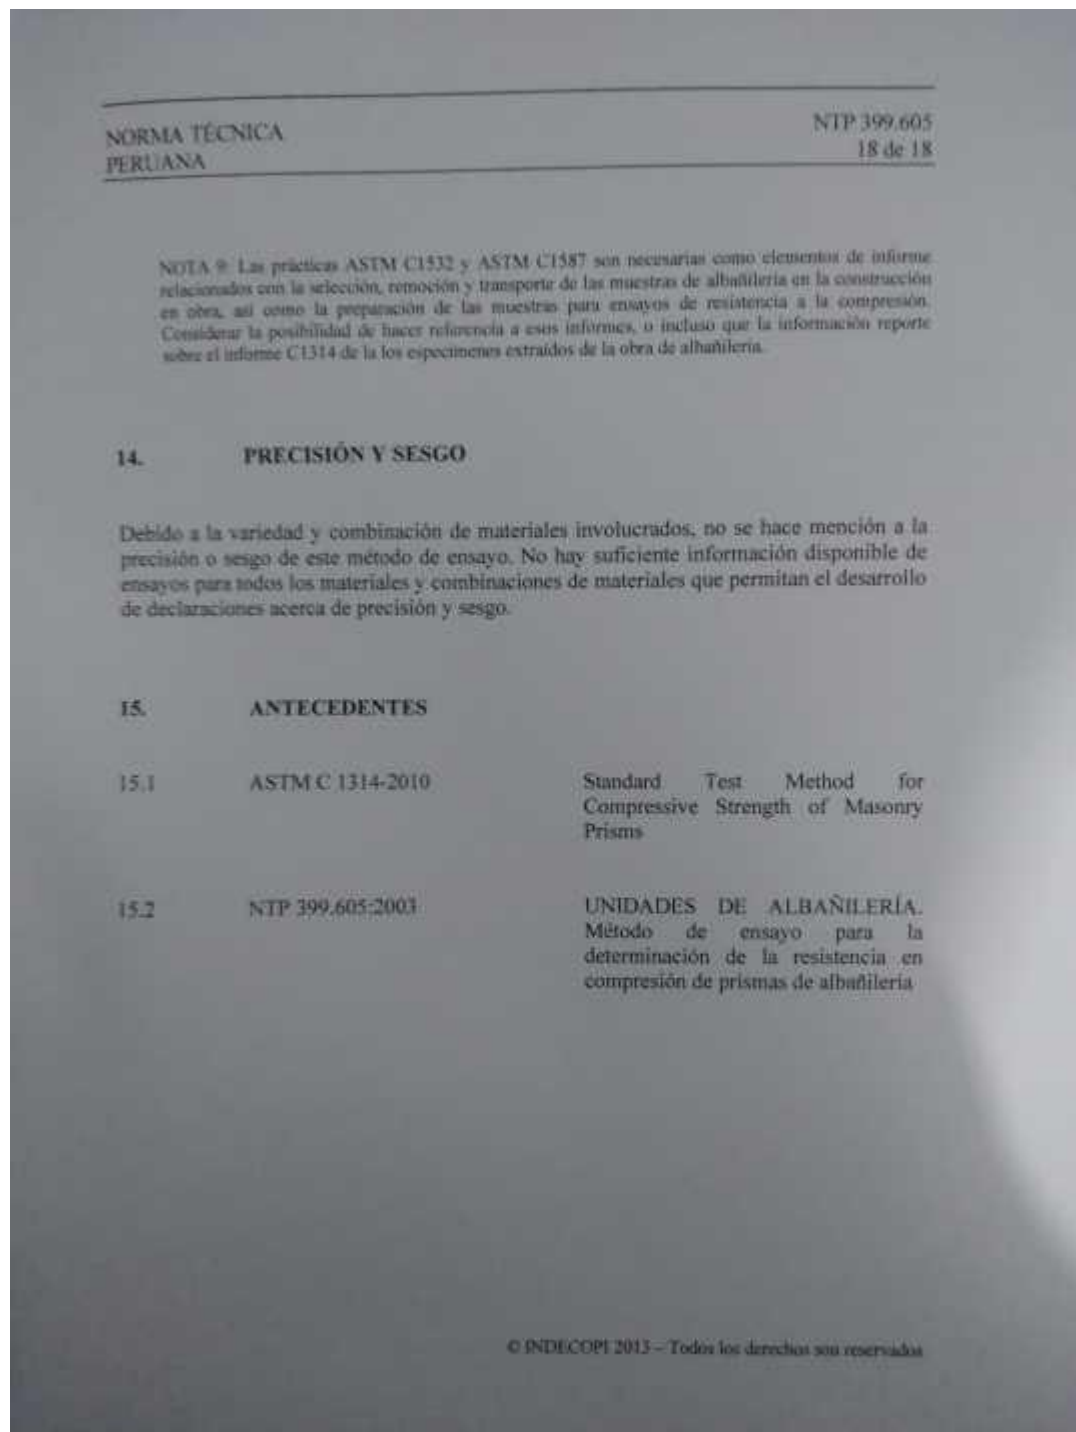 NORMA TÉCNICA
PERUANA
NTP 399.605
18 de 18
NOTA 9: Las prácticas ASTM C1532 y ASTM C1587 son necesarias como elementos de informe
relacionados con la selección, remoción y transporte de las muestras de albañilería en la construcción
en obra, así como la preparación de las muestras para ensayos de resistencia a la compresión.
Considerar la posibilidad de hacer referencia a esos informes, o incluso que la información reporte
sobre el informe C1314 de la los especímenes extraídos de la obra de albañilería.
14. PRECISIÓN Y SESGO
Debido a la variedad y combinación de materiales involucrados, no se hace mención a la
precisión o sesgo de este método de ensayo. No hay suficiente información disponible de
ensayos para todos los materiales y combinaciones de materiales que permitan el desarrollo
de declaraciones acerca de precisión y sesgo.
15. ANTECEDENTES
15.1 ASTM C 1314-2010 Standard Test Method for
Compressive Strength of Masonry
Prisms
15.2 NTP 399.605:2003 UNIDADES DE ALBAÑILERÍA.
Método de ensayo para la
determinación de la resistencia en
compresión de prismas de albañilería
© INDECOPI 2013 – Todos los derechos son reservados